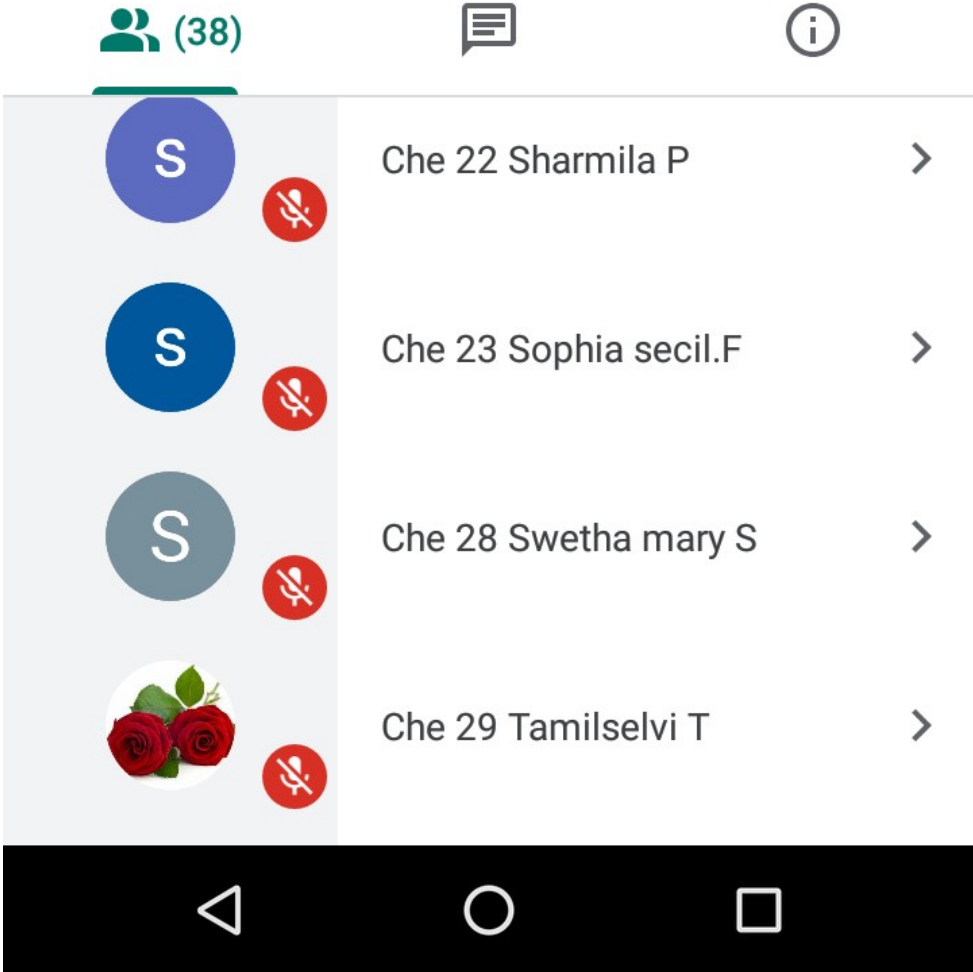 (38)
S
Che 22 Sharmila P
S
Che 23 Sophia secil.F
S
Che 28 Swetha mary S
Che 29 Tamilselvi T